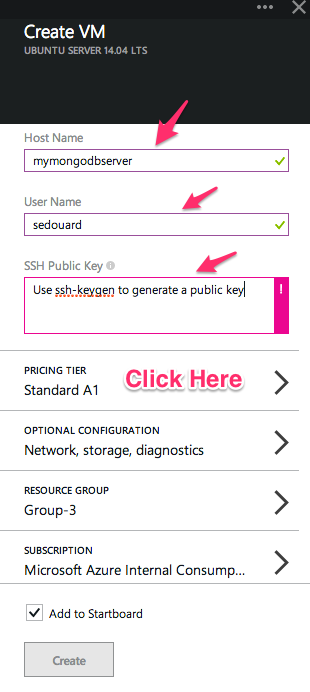 Create VM
UBUNTU SERVER 14.04 LTS
Host Name
mymongodbserver
User Name
sedouard
SSH Public Key
Use ssh-keygen to generate a public key
!
PRICING TIER
Standard A1
Click Here
OPTIONAL CONFIGURATION
Network, storage, diagnostics
RESOURCE GROUP
Group-3
SUBSCRIPTION
Microsoft Azure Internal Consump...
Add to Startboard
Create